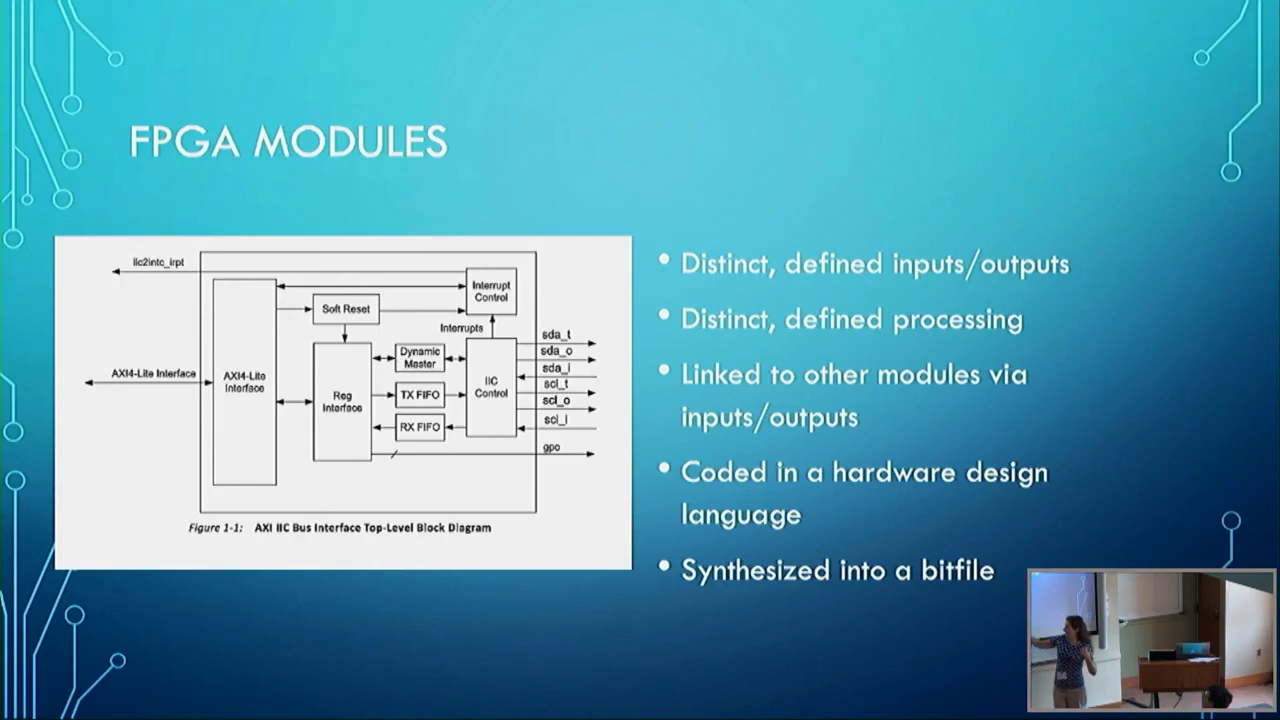 FPGA MODULES
iic2intc_irpt
Interrupt
Control
Soft Reset
Interrupts
sda_t
sda_o
sda_i
scl_t
scl_o
scl_i
gpo
AXI4-Lite Interface
AXI4-Lite
Interface
Reg
Interface
Dynamic
Master
TX FIFO
RX FIFO
IIC
Control
Figure 1-1: AXI IIC Bus Interface Top-Level Block Diagram
• Distinct, defined inputs/outputs
• Distinct, defined processing
• Linked to other modules via
inputs/outputs
• Coded in a hardware design
language
• Synthesized into a bitfile